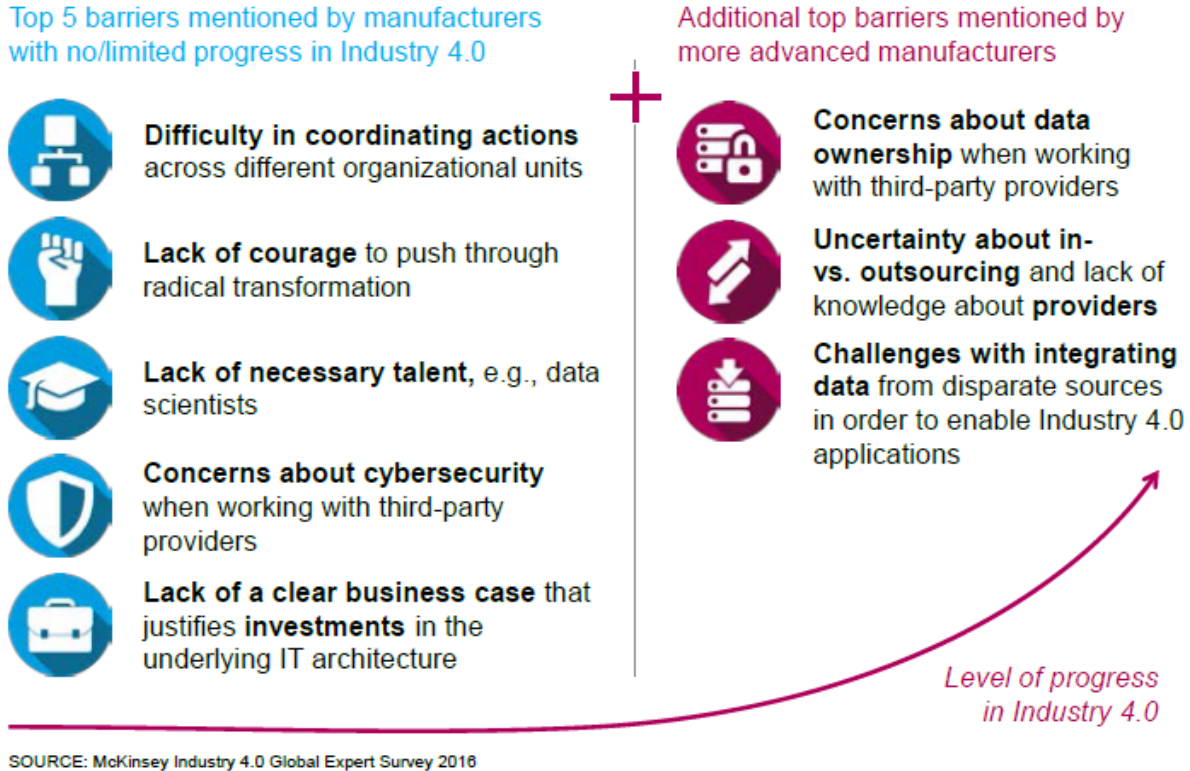 Top 5 barriers mentioned by manufacturers
with no/limited progress in Industry 4.0
Difficulty in coordinating actions
across different organizational units
Lack of courage to push through
radical transformation
Lack of necessary talent, e.g., data
scientists
Concerns about cybersecurity
when working with third-party
providers
Lack of a clear business case that
justifies investments in the
underlying IT architecture
Additional top barriers mentioned by
more advanced manufacturers
Concerns about data
ownership when working
with third-party providers
Uncertainty about in-
vs. outsourcing and lack of
knowledge about providers
Challenges with integrating
data from disparate sources
in order to enable Industry 4.0
applications
Level of progress
in Industry 4.0
SOURCE: McKinsey Industry 4.0 Global Expert Survey 2016